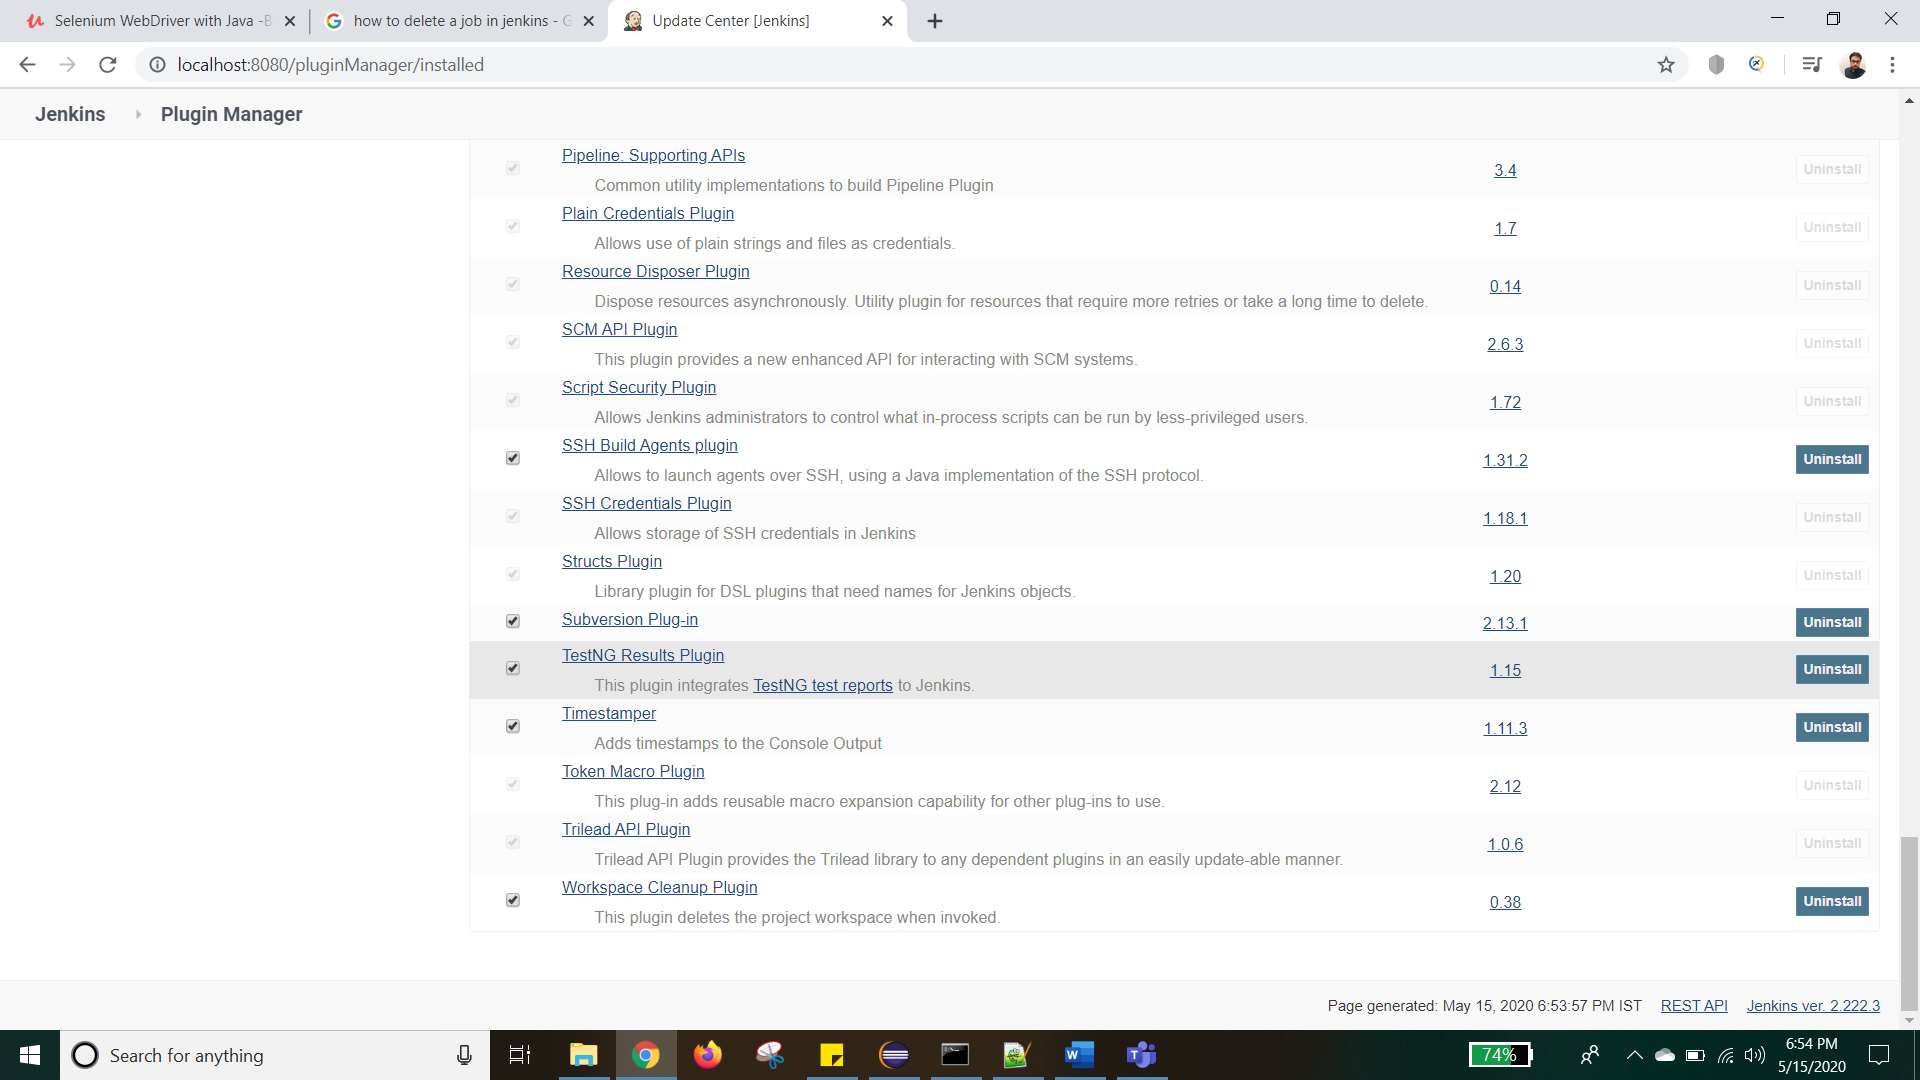 Selenium WebDriver with Java -B
how to delete a job in jenkins - G
Update Center [Jenkins]
localhost:8080/pluginManager/installed
Jenkins
Plugin Manager
Pipeline: Supporting APIs
Common utility implementations to build Pipeline Plugin
3.4
Uninstall
Plain Credentials Plugin
Allows use of plain strings and files as credentials.
1.7
Uninstall
Resource Disposer Plugin
Dispose resources asynchronously. Utility plugin for resources that require more retries or take a long time to delete.
0.14
Uninstall
SCM API Plugin
This plugin provides a new enhanced API for interacting with SCM systems.
2.6.3
Uninstall
Script Security Plugin
Allows Jenkins administrators to control what in-process scripts can be run by less-privileged users.
1.72
Uninstall
SSH Build Agents plugin
Allows to launch agents over SSH, using a Java implementation of the SSH protocol.
1.31.2
Uninstall
SSH Credentials Plugin
Allows storage of SSH credentials in Jenkins
1.18.1
Uninstall
Structs Plugin
Library plugin for DSL plugins that need names for Jenkins objects.
1.20
Uninstall
Subversion Plug-in
2.13.1
Uninstall
TestNG Results Plugin
This plugin integrates TestNG test reports to Jenkins.
1.15
Uninstall
Timestamper
Adds timestamps to the Console Output
1.11.3
Uninstall
Token Macro Plugin
This plug-in adds reusable macro expansion capability for other plug-ins to use.
2.12
Uninstall
Trilead API Plugin
Trilead API Plugin provides the Trilead library to any dependent plugins in an easily update-able manner.
1.0.6
Uninstall
Workspace Cleanup Plugin
This plugin deletes the project workspace when invoked.
0.38
Uninstall
Page generated: May 15, 2020 6:53:57 PM IST REST API Jenkins ver. 2.222.3
Search for anything
74%
6:54 PM
5/15/2020